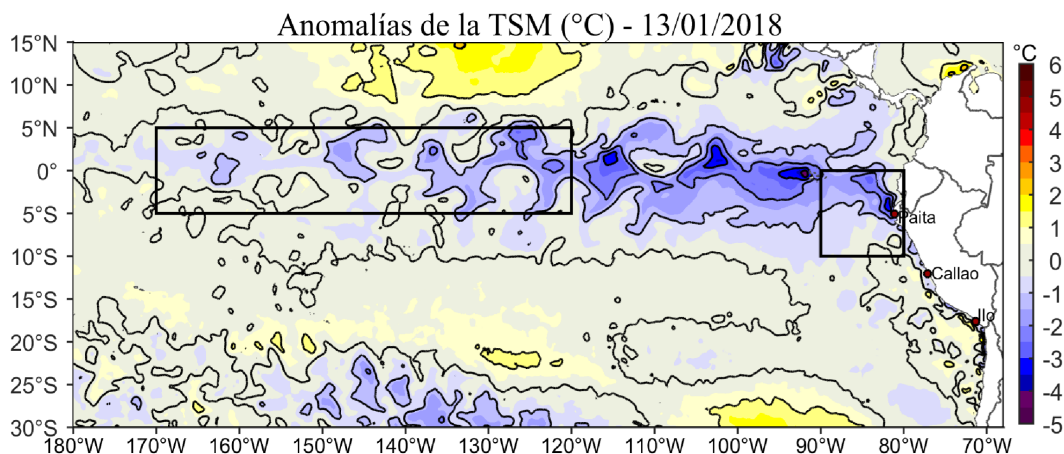 Anomalías de la TSM (°C) - 13/01/2018
15°N
10°N
5°N
0°
5°S
10°S
15°S
20°S
25°S
30°S
180°W
170°W
160°W
150°W
140°W
130°W
120°W
110°W
100°W
90°W
80°W
70°W
Paita
Callao
Ilo
°C
6
5
4
3
2
1
0
-1
-2
-3
-4
-5